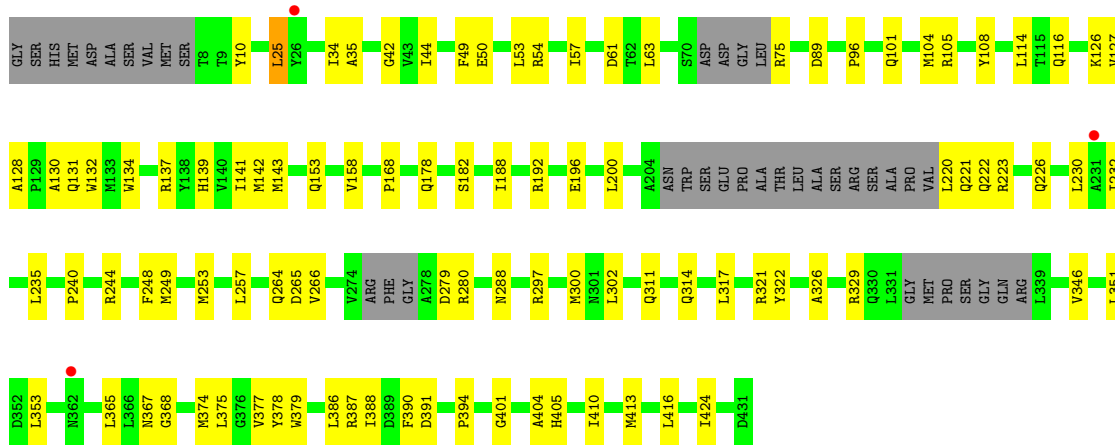 GLY SER HIS MET ASP ALA SER VAL MET SER T8 T9 Y10 L25 Y26 I34 A35 G42 V43 I44 F49 E50 L53 R54 I57 D61 T62 L63 S70 ASP ASP GLY LEU R75 D89 P96 Q101 M104 R105 Y108 L114 T115 Q116 K126 V127
A128 P129 A130 Q131 W132 M133 W134 R137 Y138 H139 V140 I141 M142 M143 Q153 V158 P168 Q178 S182 I188 R192 E196 L200 A204 ASN TRP SER GLU PRO ALA THR LEU ALA SER ARG SER ALA PRO VAL L220 Q221 Q222 R223 Q226 L230 A231
L235 P240 R244 F248 M249 M253 L257 Q264 D265 V266 V274 ARG PHE GLY A278 D279 R280 N288 R297 M300 N301 L302 Q311 Q314 L317 R321 Y322 A326 R329 Q330 L331 GLY MET PRO SER GLY GLN ARG L339 V346 L351
D352 L353 N362 L365 L366 N367 G368 M374 L375 G376 V377 Y378 W379 L386 R387 I388 D389 F390 D391 P394 G401 A404 H405 I410 M413 L416 I424 D431